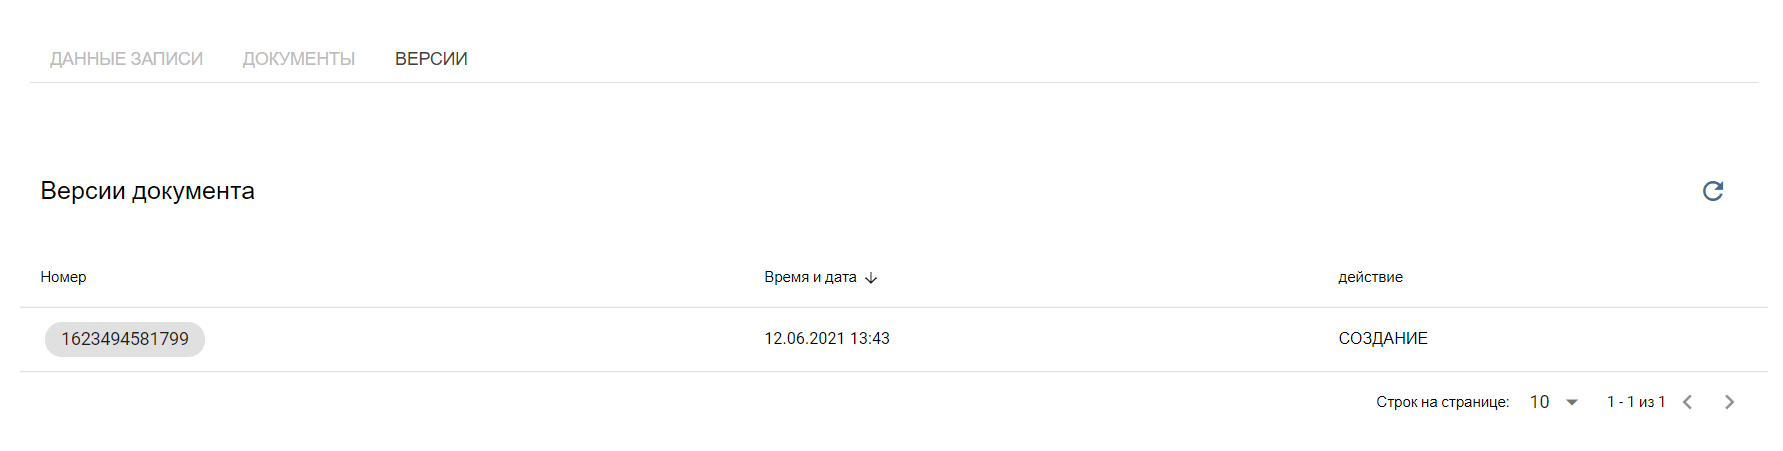 ДАННЫЕ ЗАПИСИ ДОКУМЕНТЫ ВЕРСИИ
Версии документа
Номер Время и дата действие
1623494581799 12.06.2021 13:43 СОЗДАНИЕ
Строк на странице: 10 1 - 1 из 1